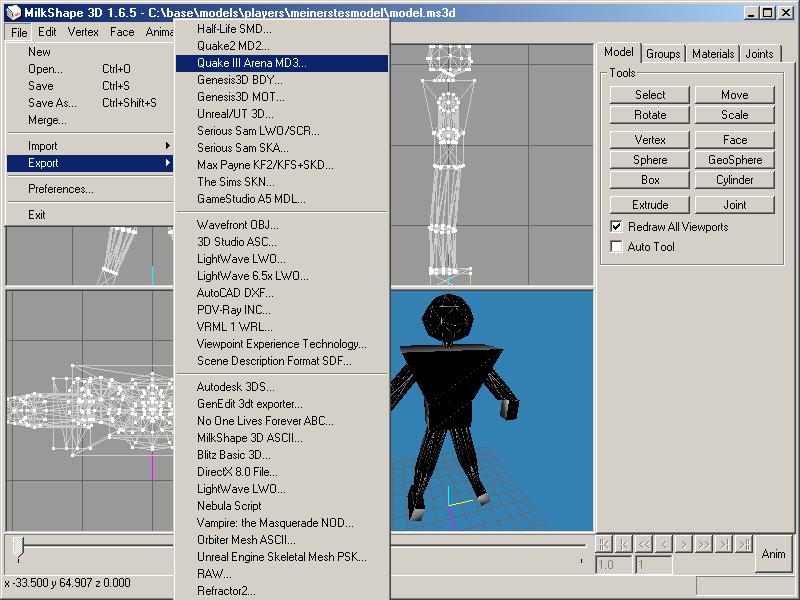 MilkShape 3D 1.6.5 - C:\base\models\players\meinerstesmodel\model.ms3d
File Edit Vertex Face Anima
New
Open... Ctrl+O
Save Ctrl+S
Save As... Ctrl+Shift+S
Merge...
Import
Export
Preferences...
Exit
Half-Life SMD...
Quake2 MD2...
Quake III Arena MD3...
Genesis3D BDY...
Genesis3D MOT...
Unreal/UT 3D...
Serious Sam LWO/SCR...
Serious Sam SKA...
Max Payne KF2/KFS+SKD...
The Sims SKN...
GameStudio A5 MDL...
Wavefront OBJ...
3D Studio ASC...
LightWave LWO...
LightWave 6.5x LWO...
AutoCAD DXF...
POV-Ray INC...
VRML 1 WRL...
Viewpoint Experience Technology...
Scene Description Format SDF...
Autodesk 3DS...
GenEdit 3dt exporter...
No One Lives Forever ABC...
MilkShape 3D ASCII...
Blitz Basic 3D...
DirectX 8.0 File...
LightWave LWO...
Nebula Script
Vampire: the Masquerade NOD...
Orbiter Mesh ASCII...
Unreal Engine Skeletal Mesh PSK...
RAW...
Refractor2...
Model Groups Materials Joints
Tools
Select Move
Rotate Scale
Vertex Face
Sphere GeoSphere
Box Cylinder
Extrude Joint
Redraw All Viewports
Auto Tool
1.0 1 Anim
x -33.500 y 64.907 z 0.000